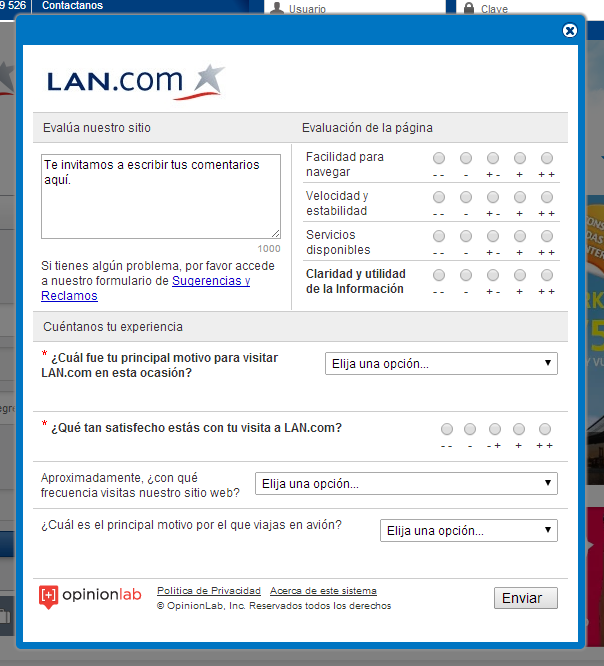 9 526 Contactanos
Usuario
Clave
LAN.com
Evalúa nuestro sitio
Te invitamos a escribir tus comentarios
aquí.
1000
Si tienes algún problema, por favor accede
a nuestro formulario de Sugerencias y
Reclamos
Evaluación de la página
Facilidad para
navegar
- - - + - + + +
Velocidad y
estabilidad
- - - + - + + +
Servicios
disponibles
- - - + - + + +
Claridad y utilidad
de la Información
- - - + - + + +
Cuéntanos tu experiencia
* ¿Cuál fue tu principal motivo para visitar
LAN.com en esta ocasión?
Elija una opción...
* ¿Qué tan satisfecho estás con tu visita a LAN.com?
- - - - + + + +
Aproximadamente, ¿con qué
frecuencia visitas nuestro sitio web?
Elija una opción...
¿Cuál es el principal motivo por el que viajas en avión?
Elija una opción...
opinionlab
Política de Privacidad Acerca de este sistema
© OpinionLab, Inc. Reservados todos los derechos
Enviar